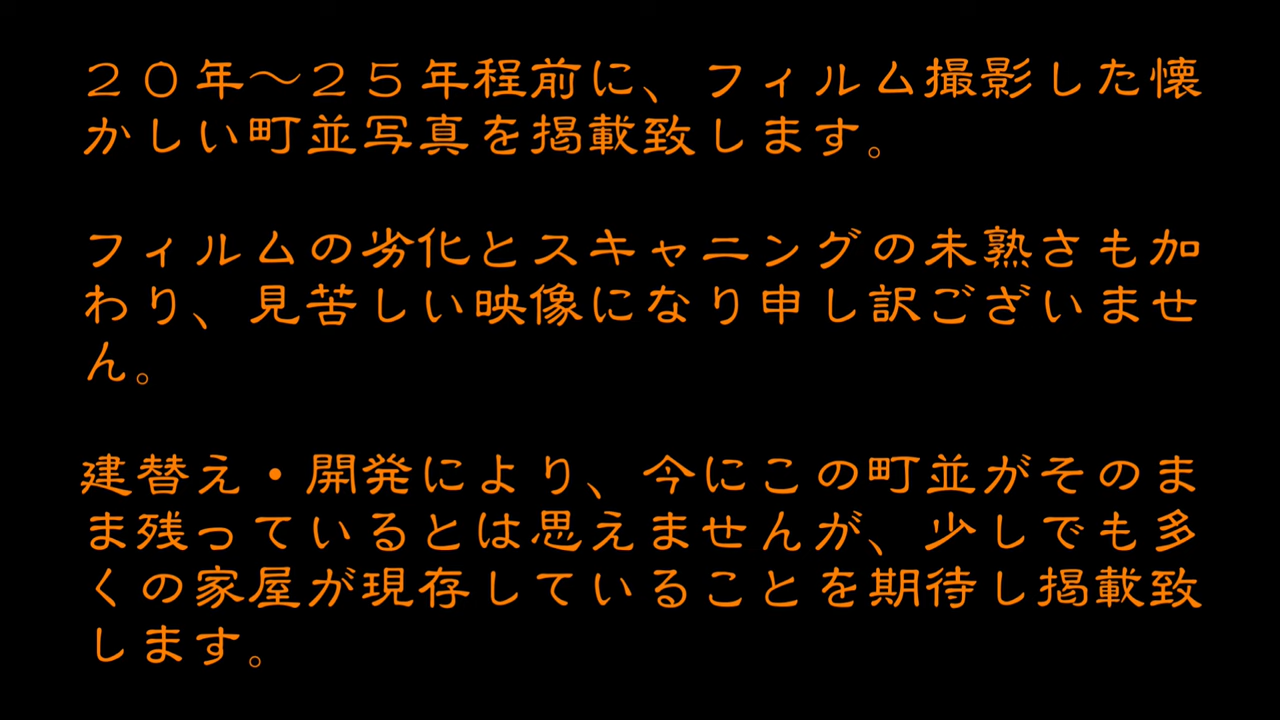 ２０年～２５年程前に、フィルム撮影した懐
かしい町並写真を掲載致します。
フィルムの劣化とスキャニングの未熟さも加
わり、見苦しい映像になり申し訳ございませ
ん。
建替え・開発により、今にこの町並がそのま
ま残っているとは思えませんが、少しでも多
くの家屋が現存していることを期待し掲載致
します。